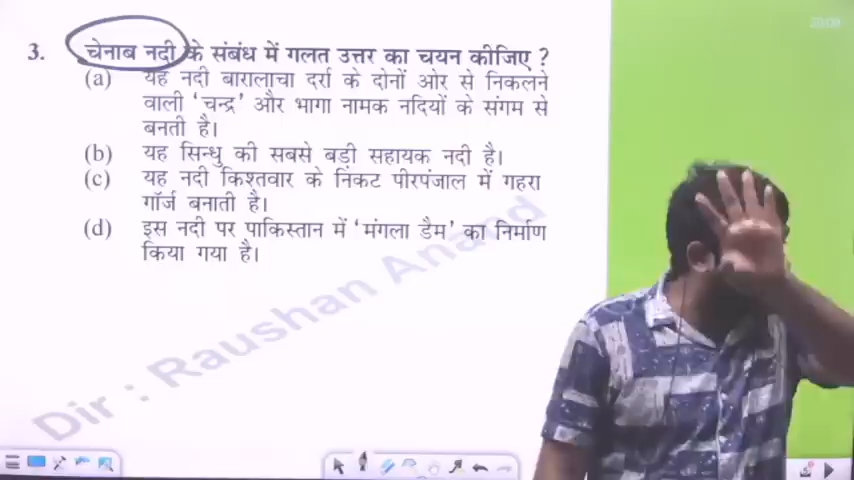 3. चेनाब नदी के संबंध में गलत उत्तर का चयन कीजिए ?
(a) यह नदी बारालाचा दर्रा के दोनों ओर से निकलने
वाली ‘चन्द्र’ और भागा नामक नदियों के संगम से
बनती है।
(b) यह सिन्धु की सबसे बड़ी सहायक नदी है।
(c) यह नदी किश्तवार के निकट पीरपंजाल में गहरा
गॉर्ज बनाती है।
(d) इस नदी पर पाकिस्तान में ‘मंगला डैम’ का निर्माण
किया गया है।
Dir : Raushan Anand